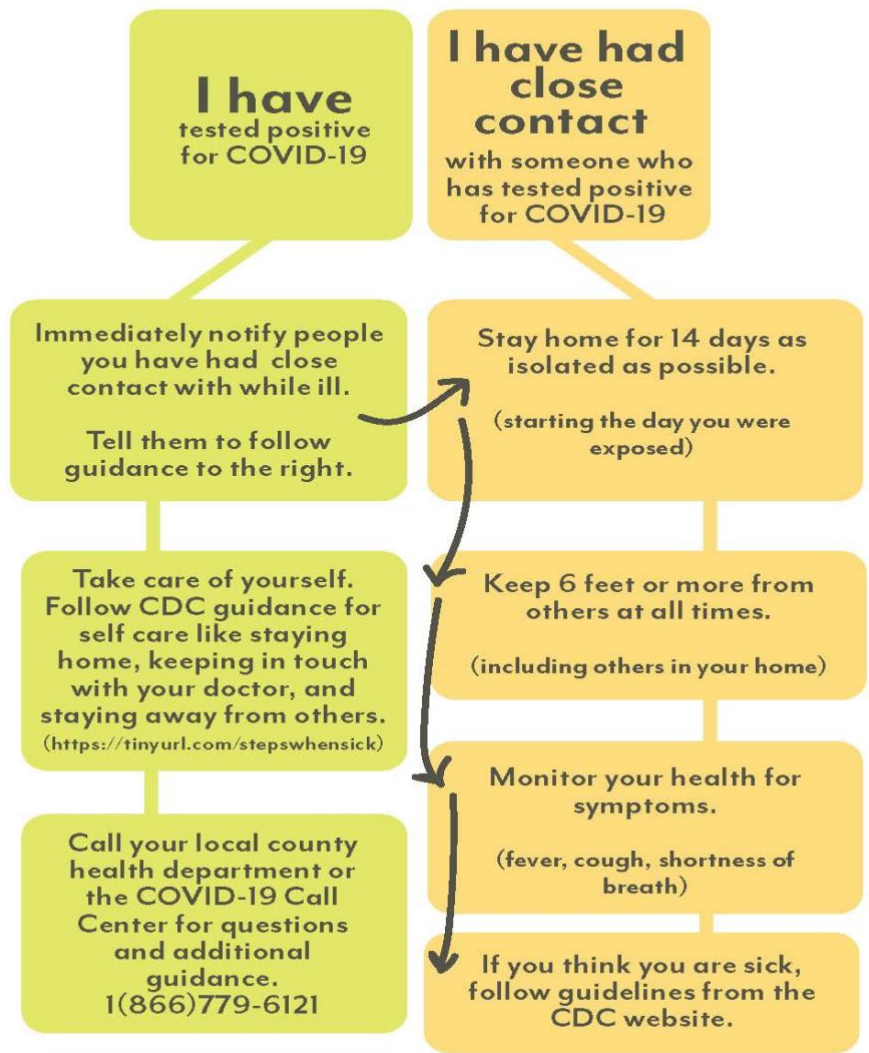 I have
tested positive
for COVID-19
Immediately notify people
you have had close
contact with while ill.
Tell them to follow
guidance to the right.
Take care of yourself.
Follow CDC guidance for
self care like staying
home, keeping in touch
with your doctor, and
staying away from others.
(https://tinyurl.com/stepswhensick)
Call your local county
health department or
the COVID-19 Call
Center for questions
and additional
guidance.
1(866)779-6121
I have had
close
contact
with someone who
has tested positive
for COVID-19
Stay home for 14 days as
isolated as possible.
(starting the day you were
exposed)
Keep 6 feet or more from
others at all times.
(including others in your home)
Monitor your health for
symptoms.
(fever, cough, shortness of
breath)
If you think you are sick,
follow guidelines from the
CDC website.